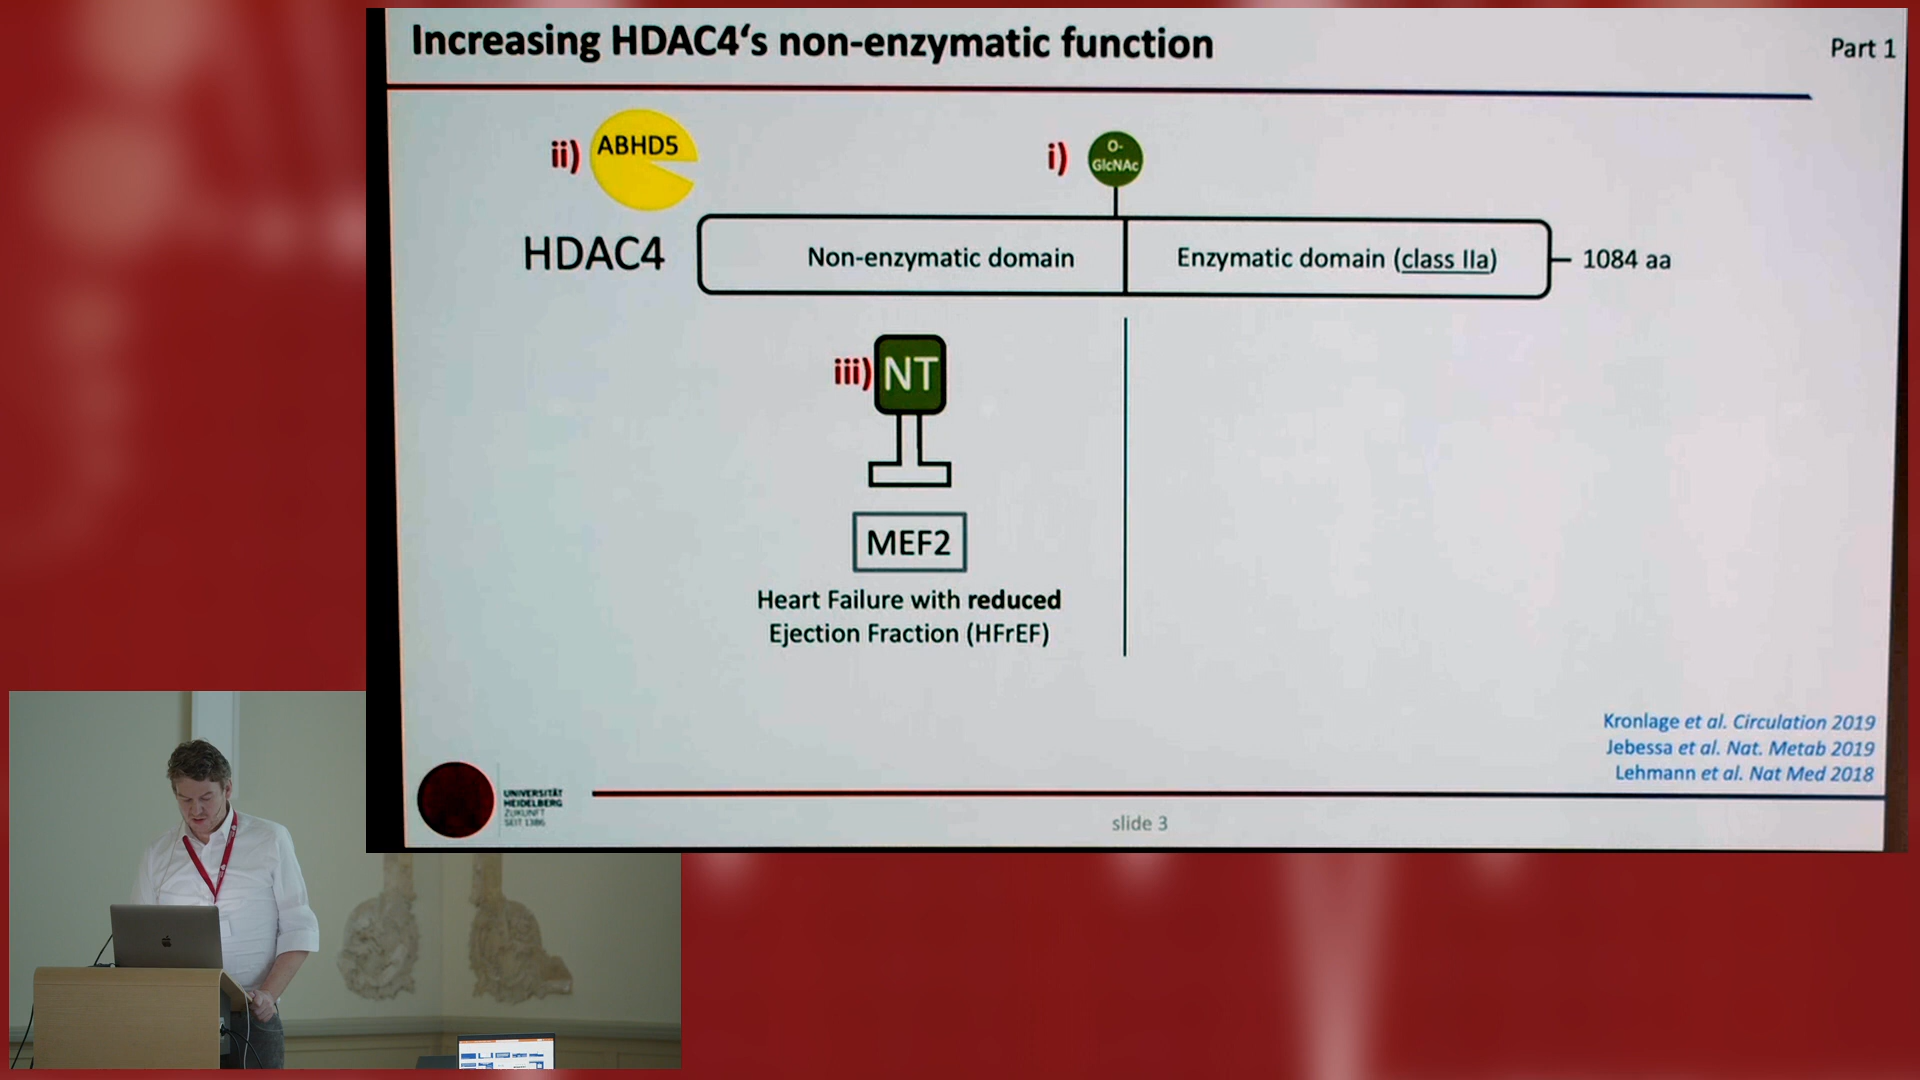 Increasing HDAC4‘s non-enzymatic function
Part 1
ii) ABHD5
i) O-
GlcNAc
HDAC4
Non-enzymatic domain
Enzymatic domain (class IIa)
1084 aa
iii) NT
MEF2
Heart Failure with reduced
Ejection Fraction (HFrEF)
Kronlage et al. Circulation 2019
Jebessa et al. Nat. Metab 2019
Lehmann et al. Nat Med 2018
UNIVERSITÄT
HEIDELBERG
ZUKUNFT
SEIT 1386
slide 3